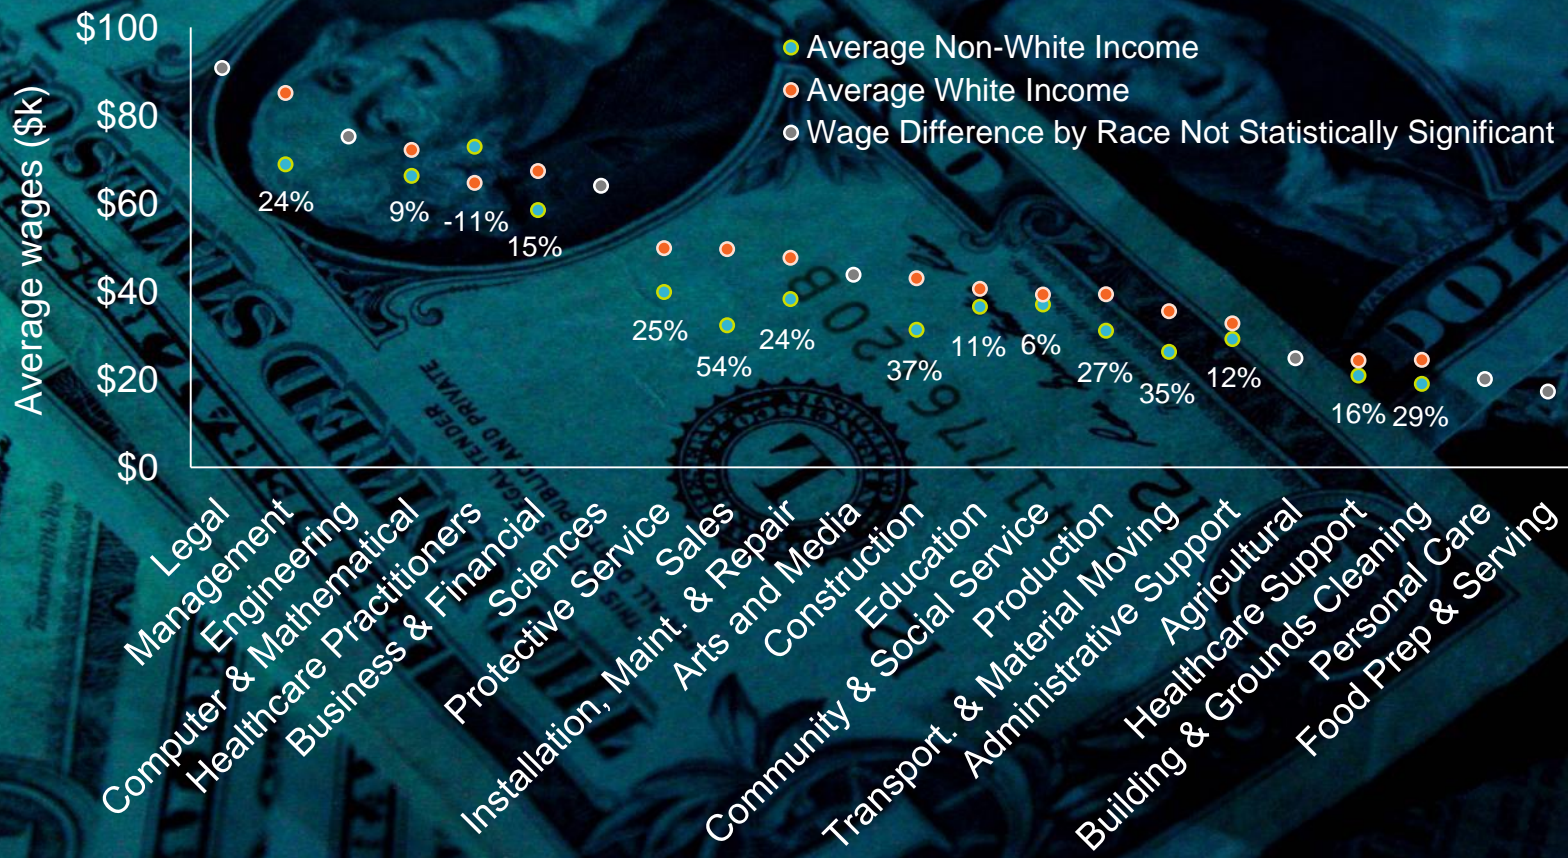 $100
$80
$60
$40
$20
$0
Average wages ($k)
Average Non-White Income
Average White Income
Wage Difference by Race Not Statistically Significant
24%
9%
-11%
15%
25%
54%
24%
37%
11%
6%
27%
35%
12%
16%
29%
Legal
Management
Engineering
Computer & Mathematical
Healthcare Practitioners
Business & Financial
Sciences
Protective Service
Sales
Installation, Maint. & Repair
Arts and Media
Construction
Education
Community & Social Service
Production
Transport. & Material Moving
Administrative Support
Agricultural
Healthcare Support
Building & Grounds Cleaning
Personal Care
Food Prep & Serving